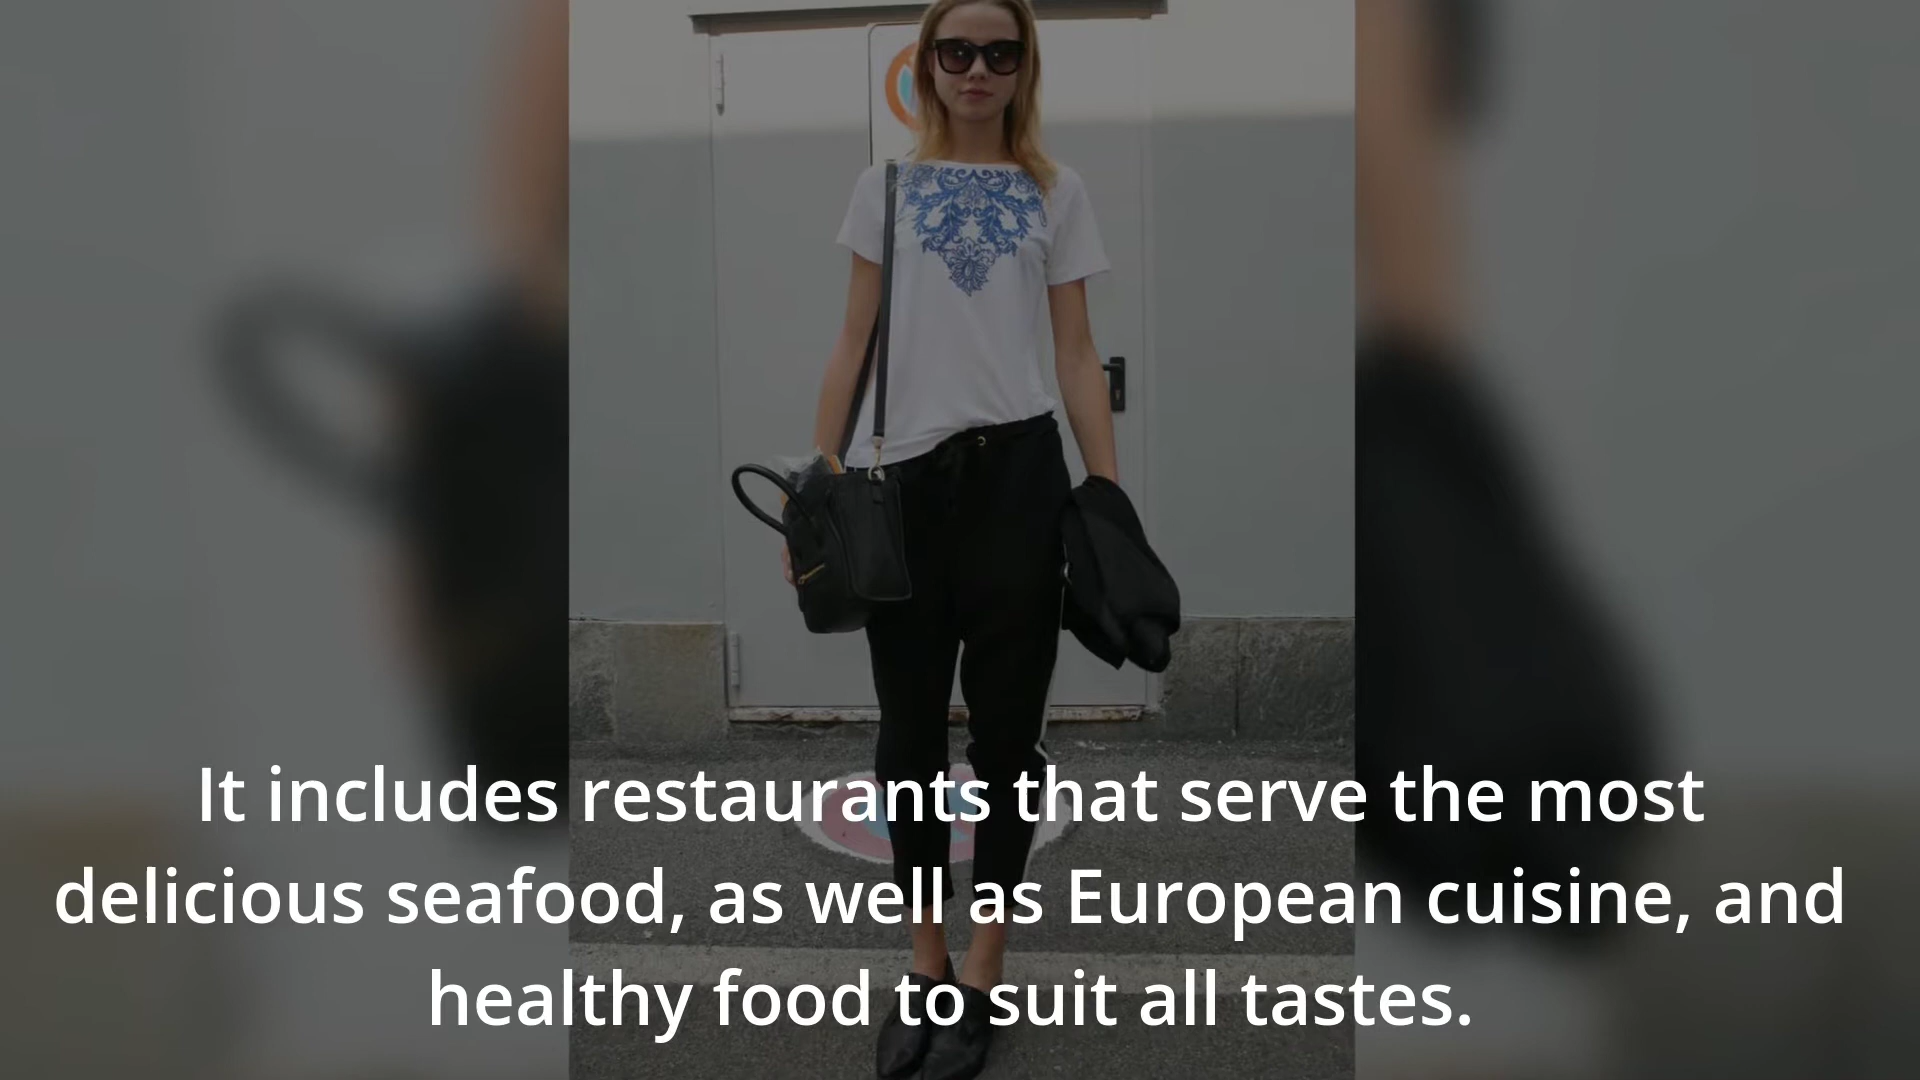 It includes restaurants that serve the most
delicious seafood, as well as European cuisine, and
healthy food to suit all tastes.